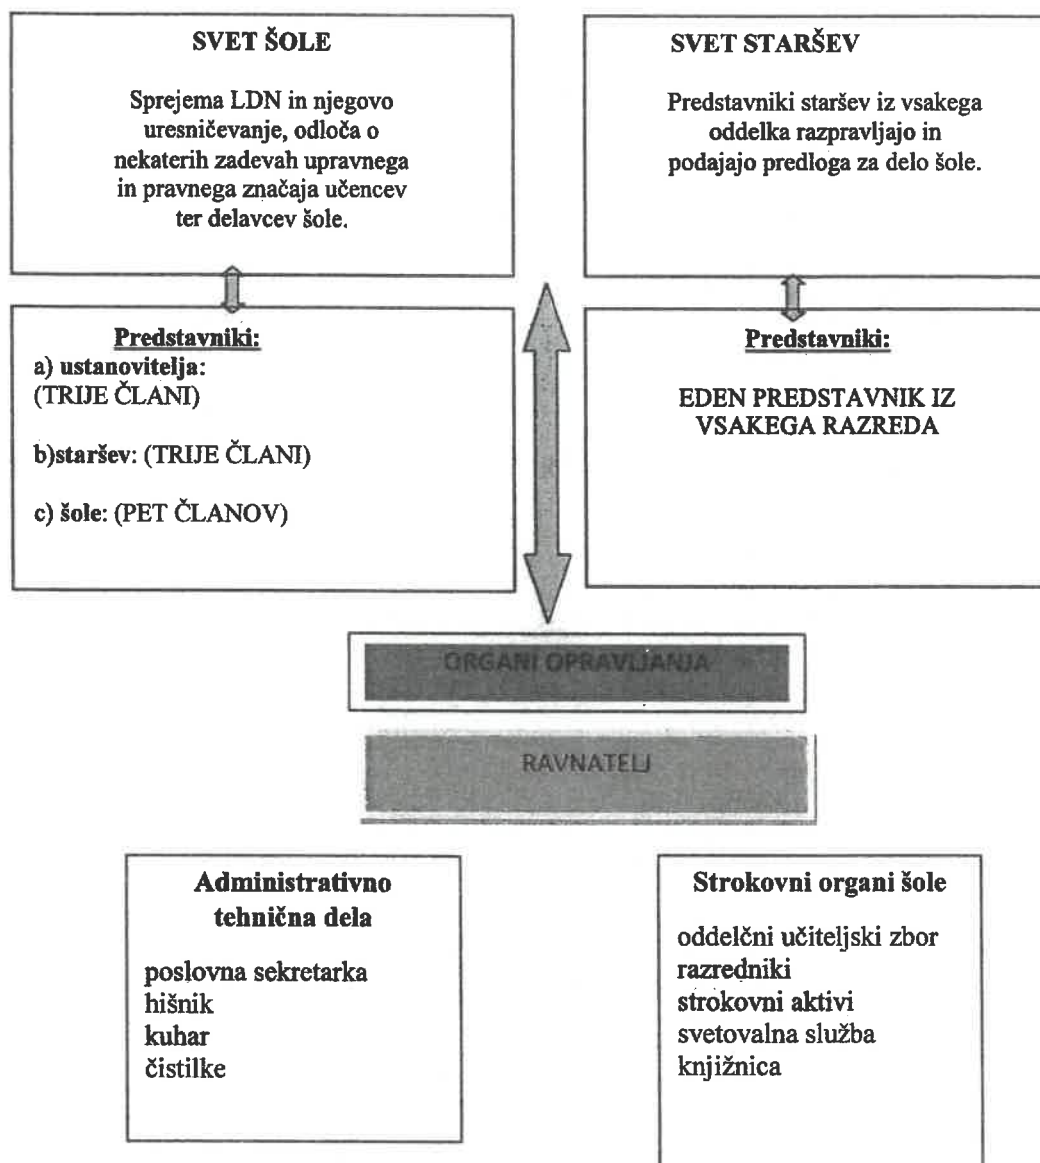 SVET ŠOLE
Sprejema LDN in njegovo
uresničevanje, odloča o
nekaterih zadevah upravnega
in pravnega značaja učencev
ter delavcev šole.
SVET STARŠEV
Predstavniki staršev iz vsakega
oddelka razpravljajo in
podajajo predloga za delo šole.
Predstavniki:
a) ustanovitelja:
(TRIJE ČLANI)
b)staršev: (TRIJE ČLANI)
c) šole: (PET ČLANOV)
Predstavniki:
EDEN PREDSTAVNIK IZ
VSAKEGA RAZREDA
ORGANI OPRAVLJANJA
RAVNATELJ
Administrativno
tehnična dela
poslovna sekretarka
hišnik
kuhar
čistilke
Strokovni organi šole
oddelčni učiteljski zbor
razredniki
strokovni aktivi
svetovalna služba
knjižnica